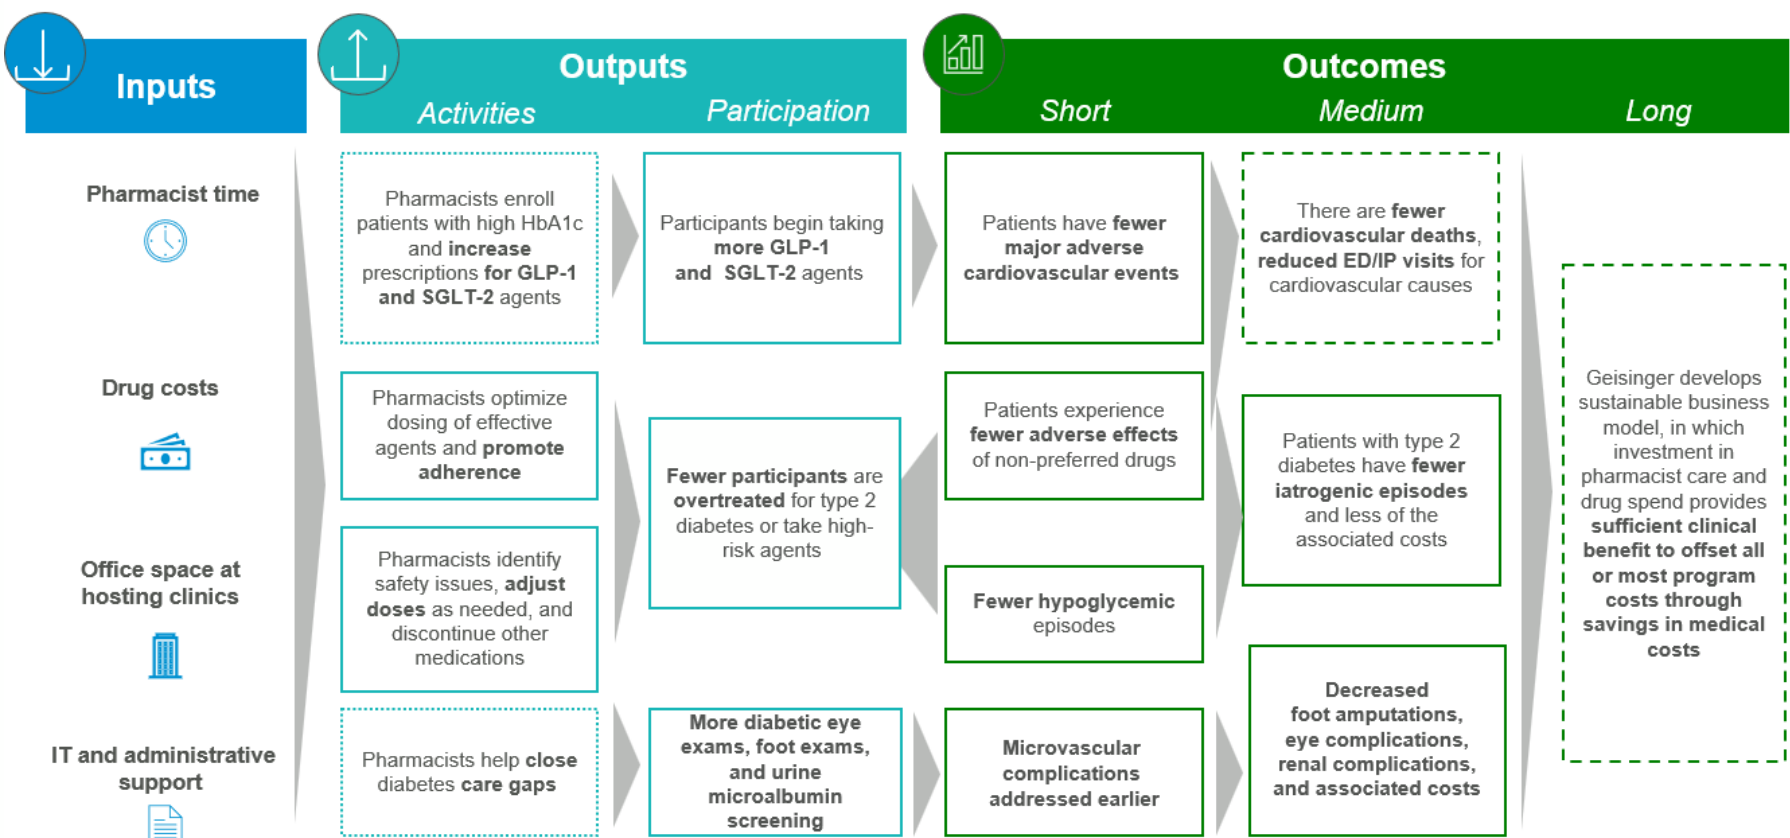 Inputs
Outputs
Activities
Participation
Outcomes
Short
Medium
Long
Pharmacist time
Drug costs
Office space at
hosting clinics
IT and administrative
support
Pharmacists enroll
patients with high HbA1c
and increase
prescriptions for GLP-1
and SGLT-2 agents
Pharmacists optimize
dosing of effective
agents and promote
adherence
Pharmacists identify
safety issues, adjust
doses as needed, and
discontinue other
medications
Pharmacists help close
diabetes care gaps
Participants begin taking
more GLP-1
and SGLT-2 agents
Fewer participants are
overtreated for type 2
diabetes or take high-
risk agents
More diabetic eye
exams, foot exams,
and urine
microalbumin
screening
Patients have fewer
major adverse
cardiovascular events
Patients experience
fewer adverse effects
of non-preferred drugs
Fewer hypoglycemic
episodes
Microvascular
complications
addressed earlier
There are fewer
cardiovascular deaths,
reduced ED/IP visits for
cardiovascular causes
Patients with type 2
diabetes have fewer
iatrogenic episodes
and less of the
associated costs
Decreased
foot amputations,
eye complications,
renal complications,
and associated costs
Geisinger develops
sustainable business
model, in which
investment in
pharmacist care and
drug spend provides
sufficient clinical
benefit to offset all
or most program
costs through
savings in medical
costs